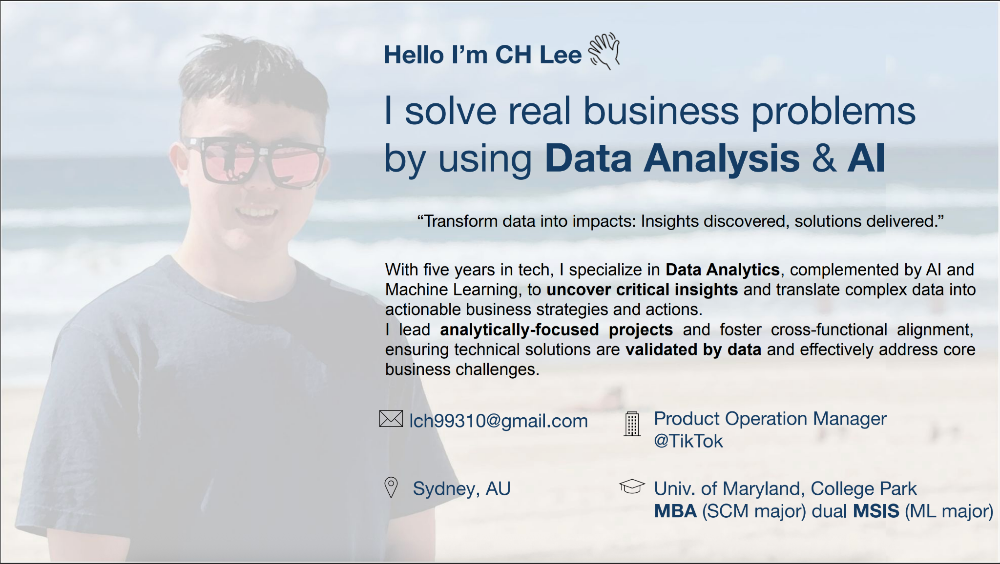 Hello I’m CH Lee
I solve real business problems
by using Data Analysis & AI
“Transform data into impacts: Insights discovered, solutions delivered.”
With five years in tech, I specialize in Data Analytics, complemented by AI and
Machine Learning, to uncover critical insights and translate complex data into
actionable business strategies and actions.
I lead analytically-focused projects and foster cross-functional alignment,
ensuring technical solutions are validated by data and effectively address core
business challenges.
lch99310@gmail.com
Product Operation Manager
@TikTok
Sydney, AU
Univ. of Maryland, College Park
MBA (SCM major) dual MSIS (ML major)